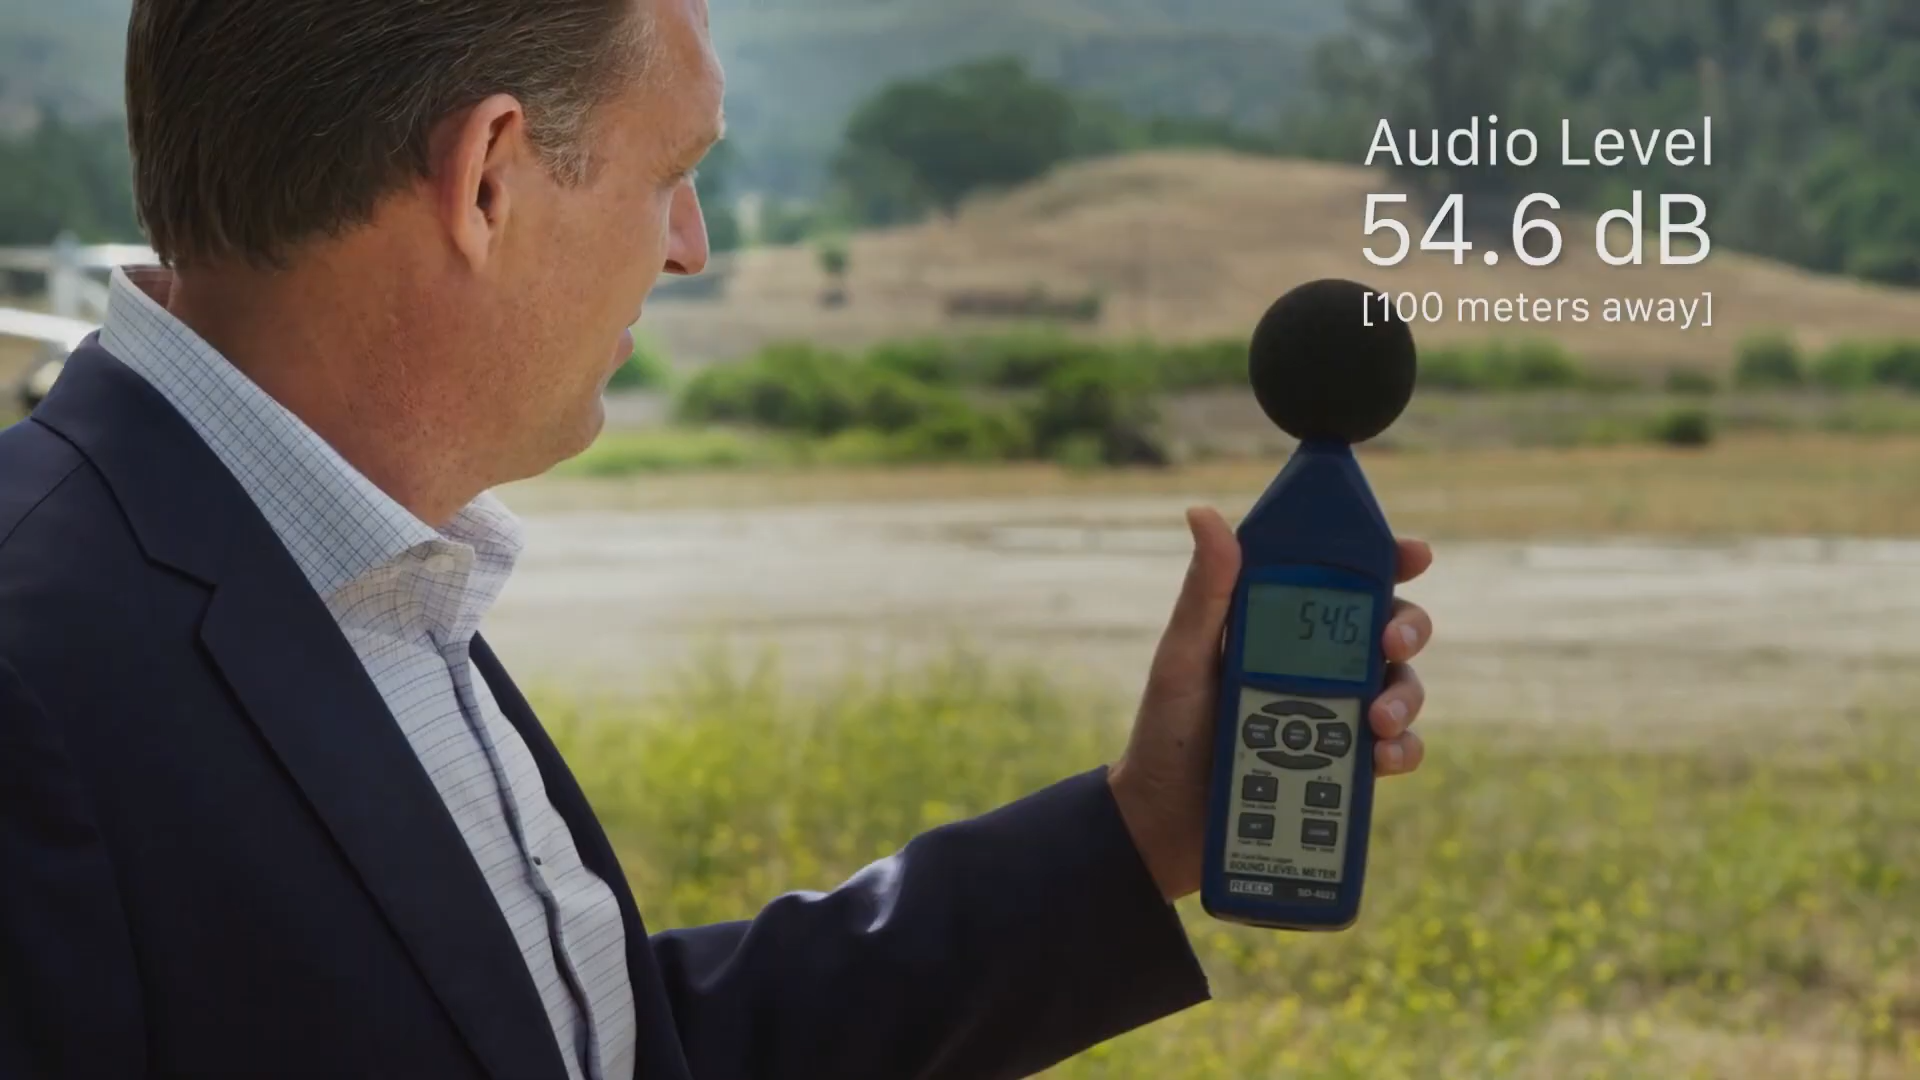 Audio Level
54.6 dB
[100 meters away]
54.6
SOUND LEVEL METER
REED SD-4023